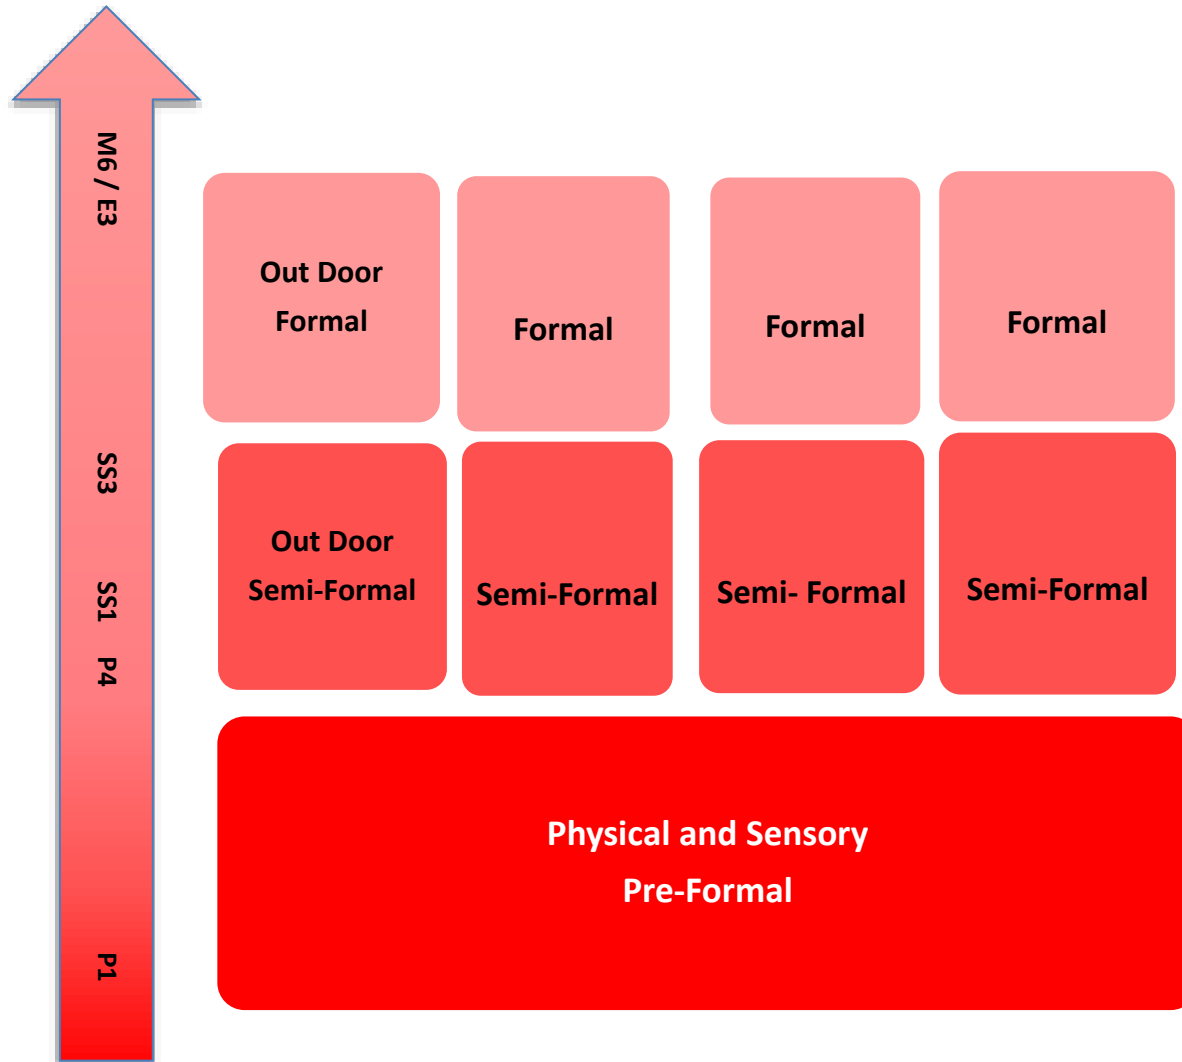 M6 / E3
SS3
SS1
P4
P1
Out Door
Formal
Formal
Formal
Formal
Out Door
Semi-Formal
Semi-Formal
Semi- Formal
Semi-Formal
Physical and Sensory
Pre-Formal